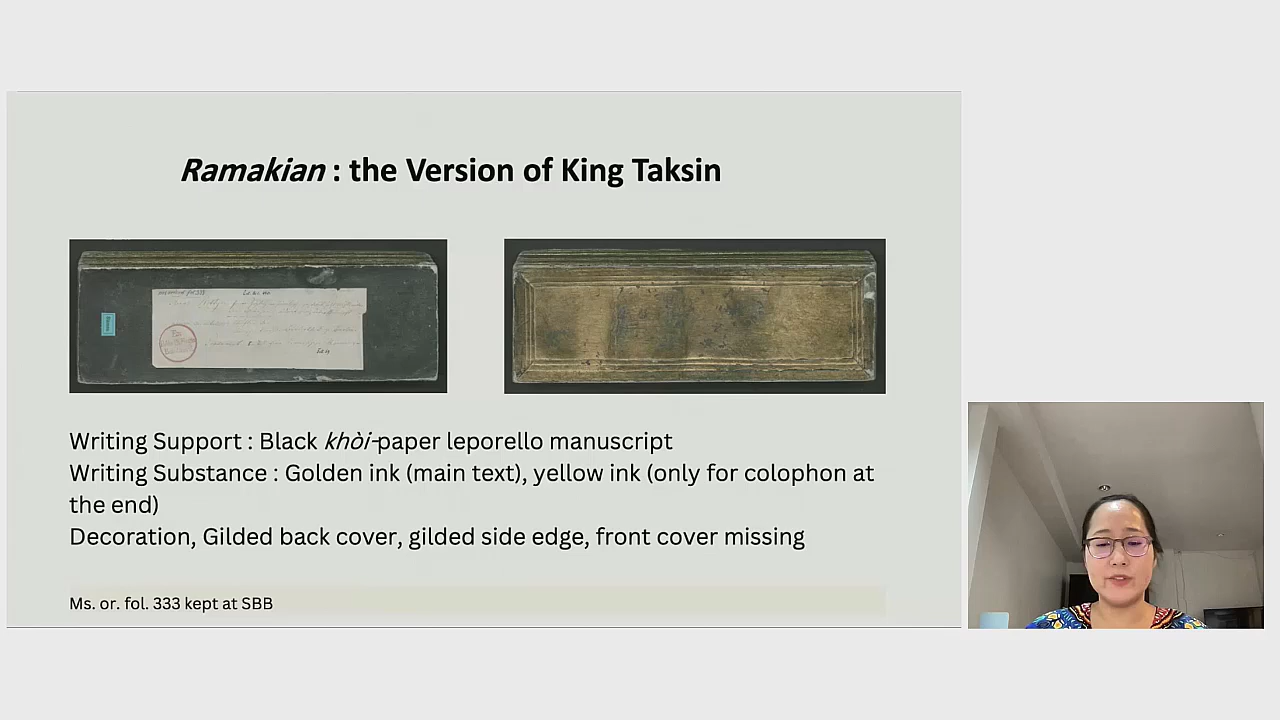 Ramakian : the Version of King Taksin
Writing Support : Black khòi-paper leporello manuscript
Writing Substance : Golden ink (main text), yellow ink (only for colophon at
the end)
Decoration, Gilded back cover, gilded side edge, front cover missing
Ms. or. fol. 333 kept at SBB